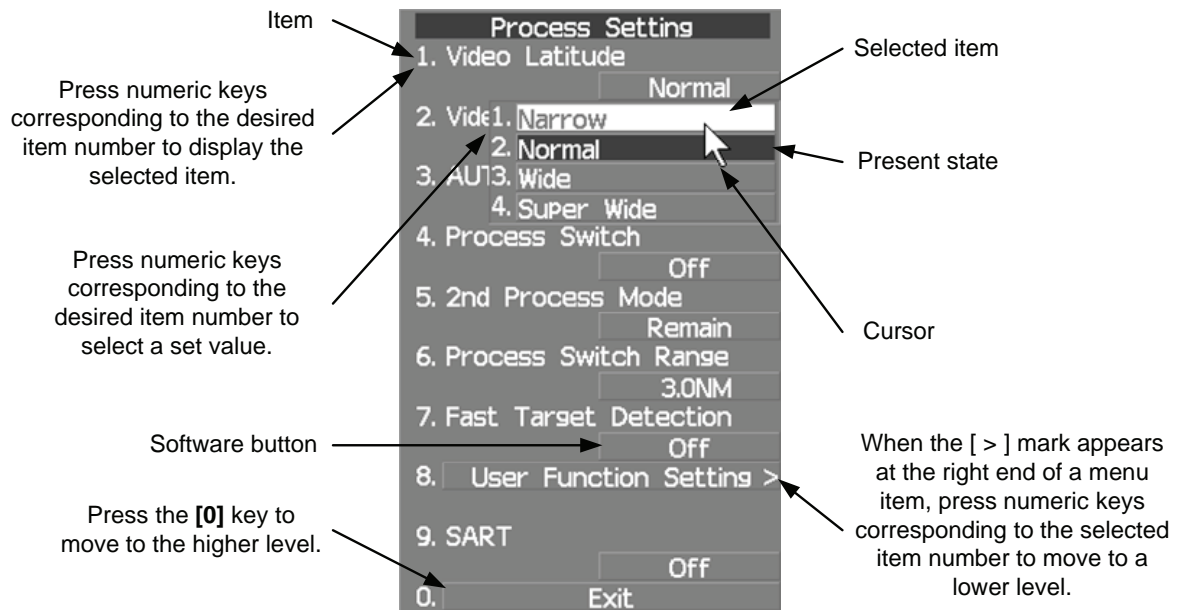 Item
Press numeric keys
corresponding to the desired
item number to display the
selected item.
Press numeric keys
corresponding to the
desired item number to
select a set value.
Software button
Press the [0] key to
move to the higher level.
Process Setting
1. Video Latitude
Normal
2. Vide
1. Narrow
2. Normal
3. AUT
3. Wide
4. Super Wide
4. Process Switch
Off
5. 2nd Process Mode
Remain
6. Process Switch Range
3.0NM
7. Fast Target Detection
Off
8. User Function Setting >
9. SART
Off
0. Exit
Selected item
Present state
Cursor
When the [ > ] mark appears
at the right end of a menu
item, press numeric keys
corresponding to the selected
item number to move to a
lower level.